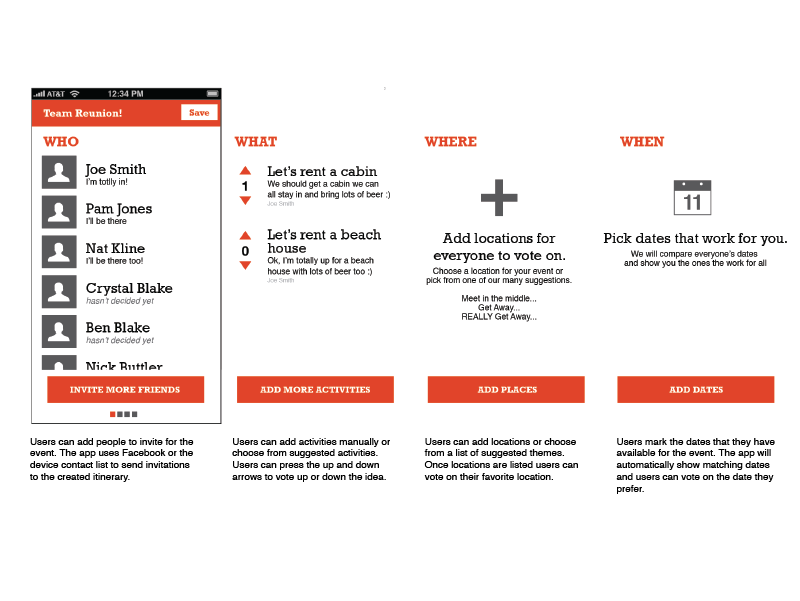 AT&T 12:34 PM
Team Reunion!
Save
WHO
Joe Smith
I'm totlly in!
Pam Jones
I'll be there
Nat Kline
I'll be there too!
Crystal Blake
hasn't decided yet
Ben Blake
hasn't decided yet
Nick Buttler
INVITE MORE FRIENDS
Users can add people to invite for the
event. The app uses Facebook or the
device contact list to send invitations
to the created itinerary.
WHAT
1
Let's rent a cabin
We should get a cabin we can
all stay in and bring lots of beer :)
Joe Smith
0
Let's rent a beach
house
Ok, I'm totally up for a beach
house with lots of beer too :)
Joe Smith
ADD MORE ACTIVITIES
Users can add activities manually or
choose from suggested activities.
Users can press the up and down
arrows to vote up or down the idea.
WHERE
Add locations for
everyone to vote on.
Choose a location for your event or
pick from one of our many suggestions.
Meet in the middle...
Get Away...
REALLY Get Away...
ADD PLACES
Users can add locations or choose
from a list of suggested themes.
Once locations are listed users can
vote on their favorite location.
WHEN
11
Pick dates that work for you.
We will compare everyone's dates
and show you the ones the work for all
ADD DATES
Users mark the dates that they have
available for the event. The app will
automatically show matching dates
and users can vote on the date they
prefer.